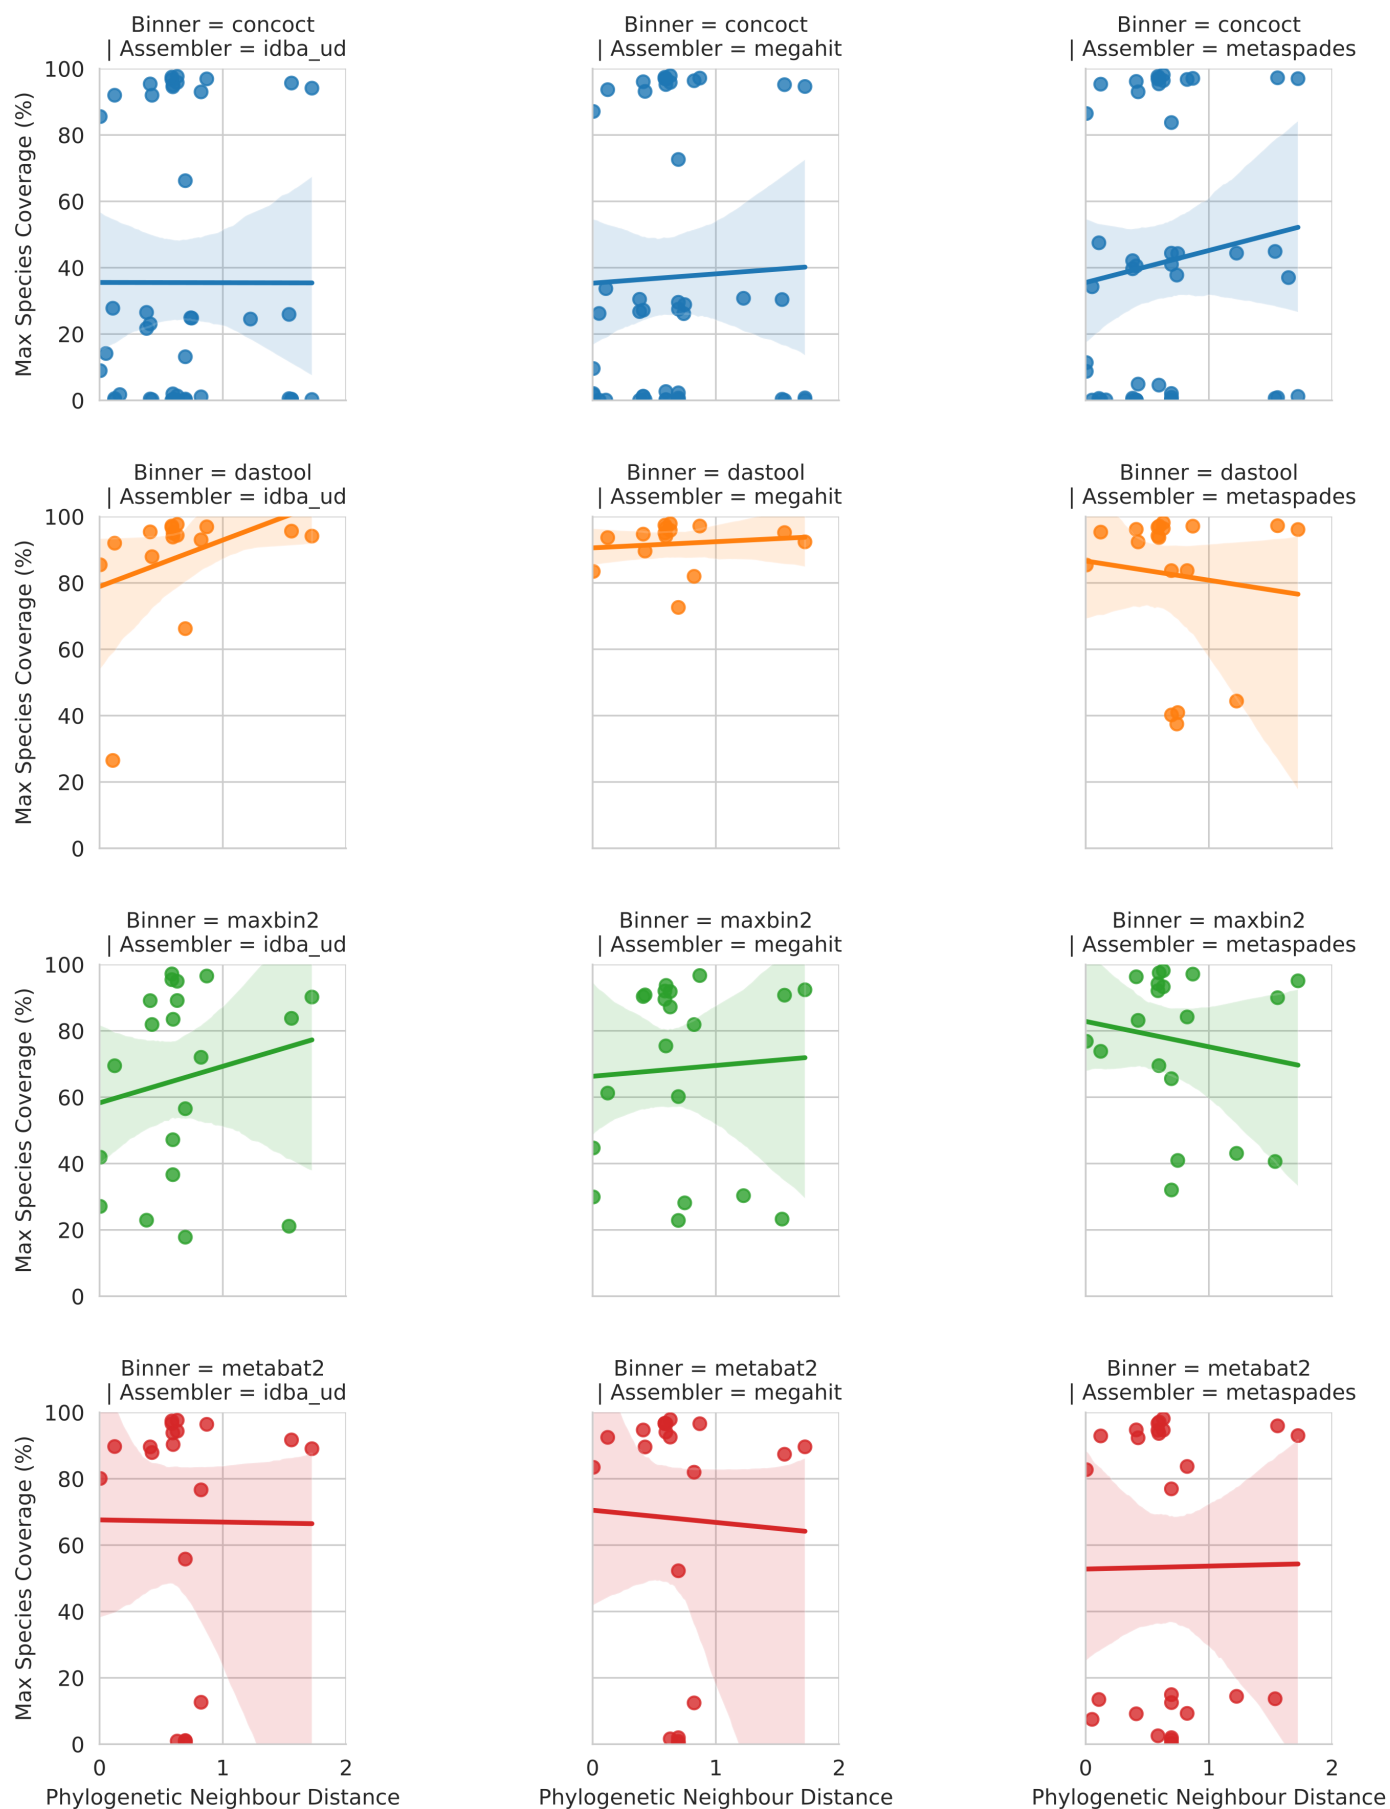 Binner = concoct
| Assembler = idba_ud
Binner = concoct
| Assembler = megahit
Binner = concoct
| Assembler = metaspades
Max Species Coverage (%)
100
80
60
40
20
0
Binner = dastool
| Assembler = idba_ud
Binner = dastool
| Assembler = megahit
Binner = dastool
| Assembler = metaspades
Max Species Coverage (%)
100
80
60
40
20
0
Binner = maxbin2
| Assembler = idba_ud
Binner = maxbin2
| Assembler = megahit
Binner = maxbin2
| Assembler = metaspades
Max Species Coverage (%)
100
80
60
40
20
0
Binner = metabat2
| Assembler = idba_ud
Binner = metabat2
| Assembler = megahit
Binner = metabat2
| Assembler = metaspades
Max Species Coverage (%)
100
80
60
40
20
0
0 1 2
0 1 2
0 1 2
Phylogenetic Neighbour Distance
Phylogenetic Neighbour Distance
Phylogenetic Neighbour Distance